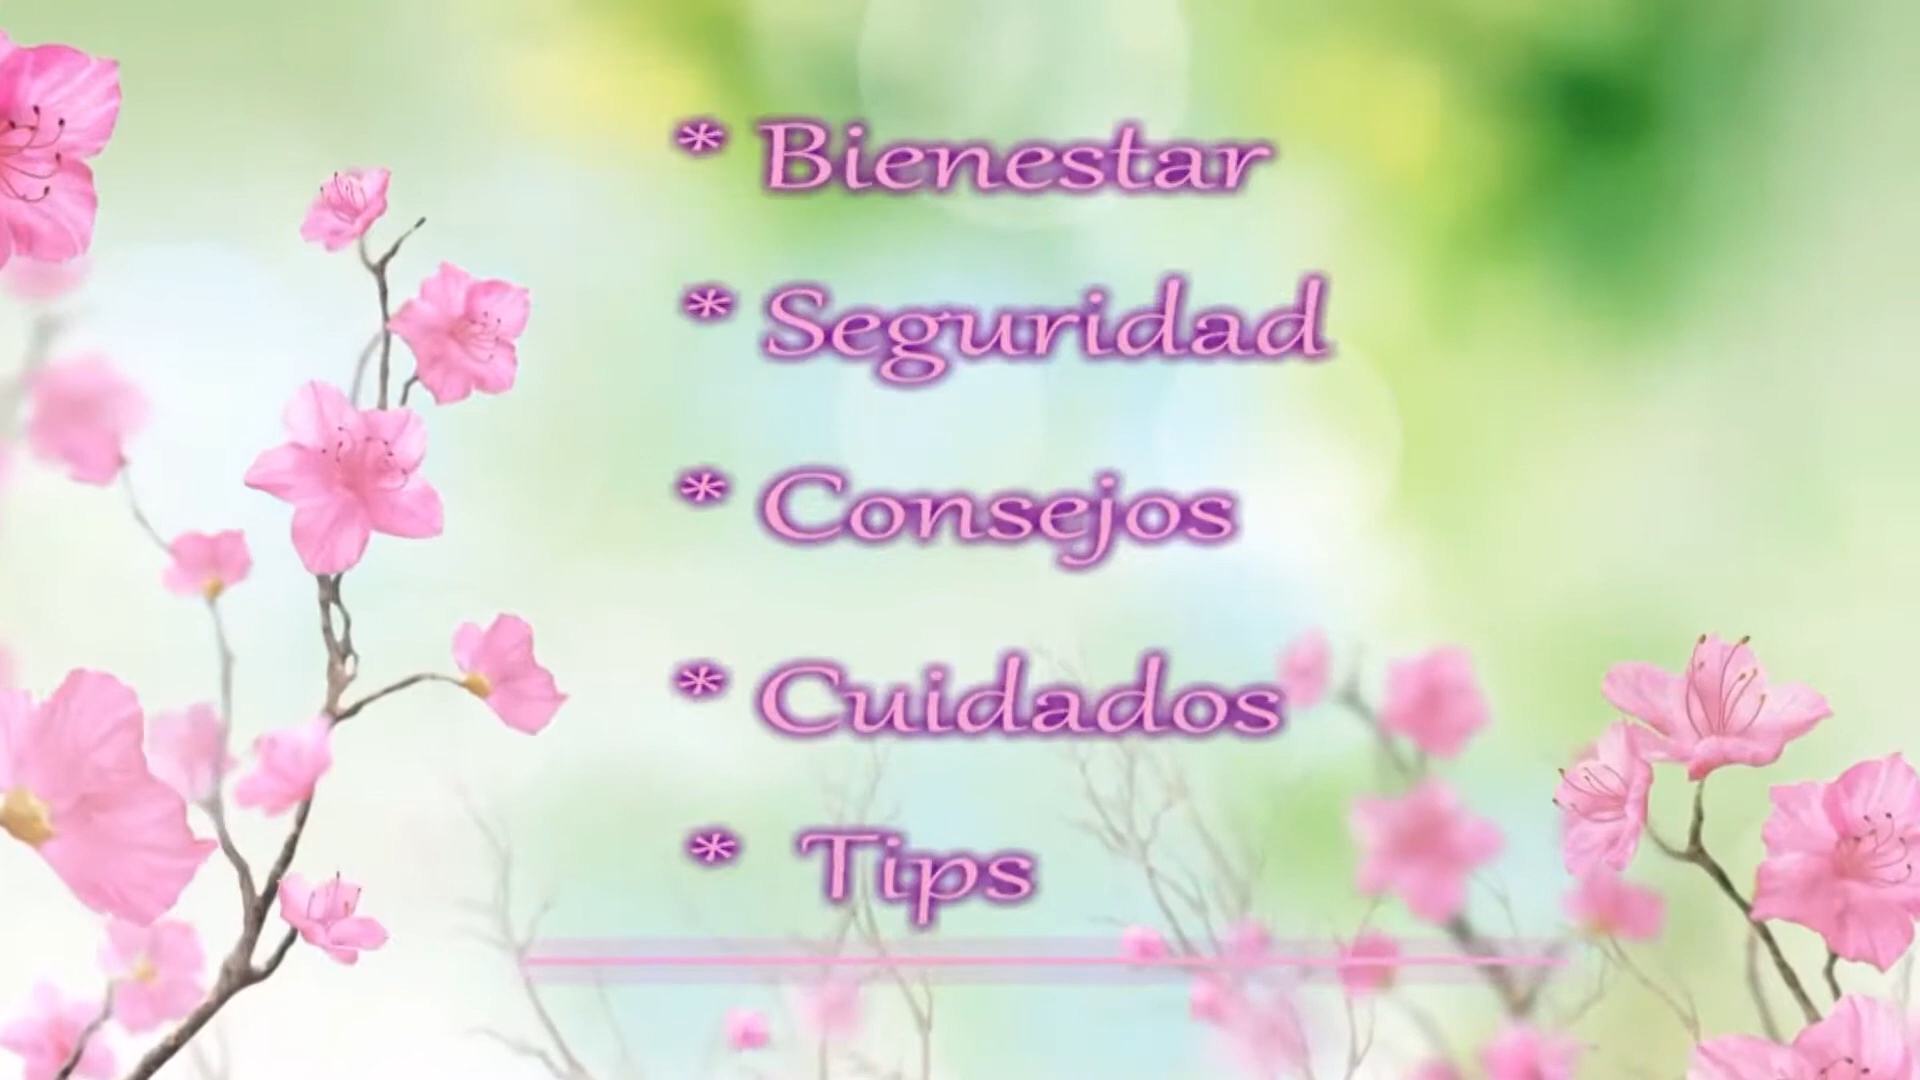 * Bienestar
* Seguridad
* Consejos
* Cuidados
* Tips